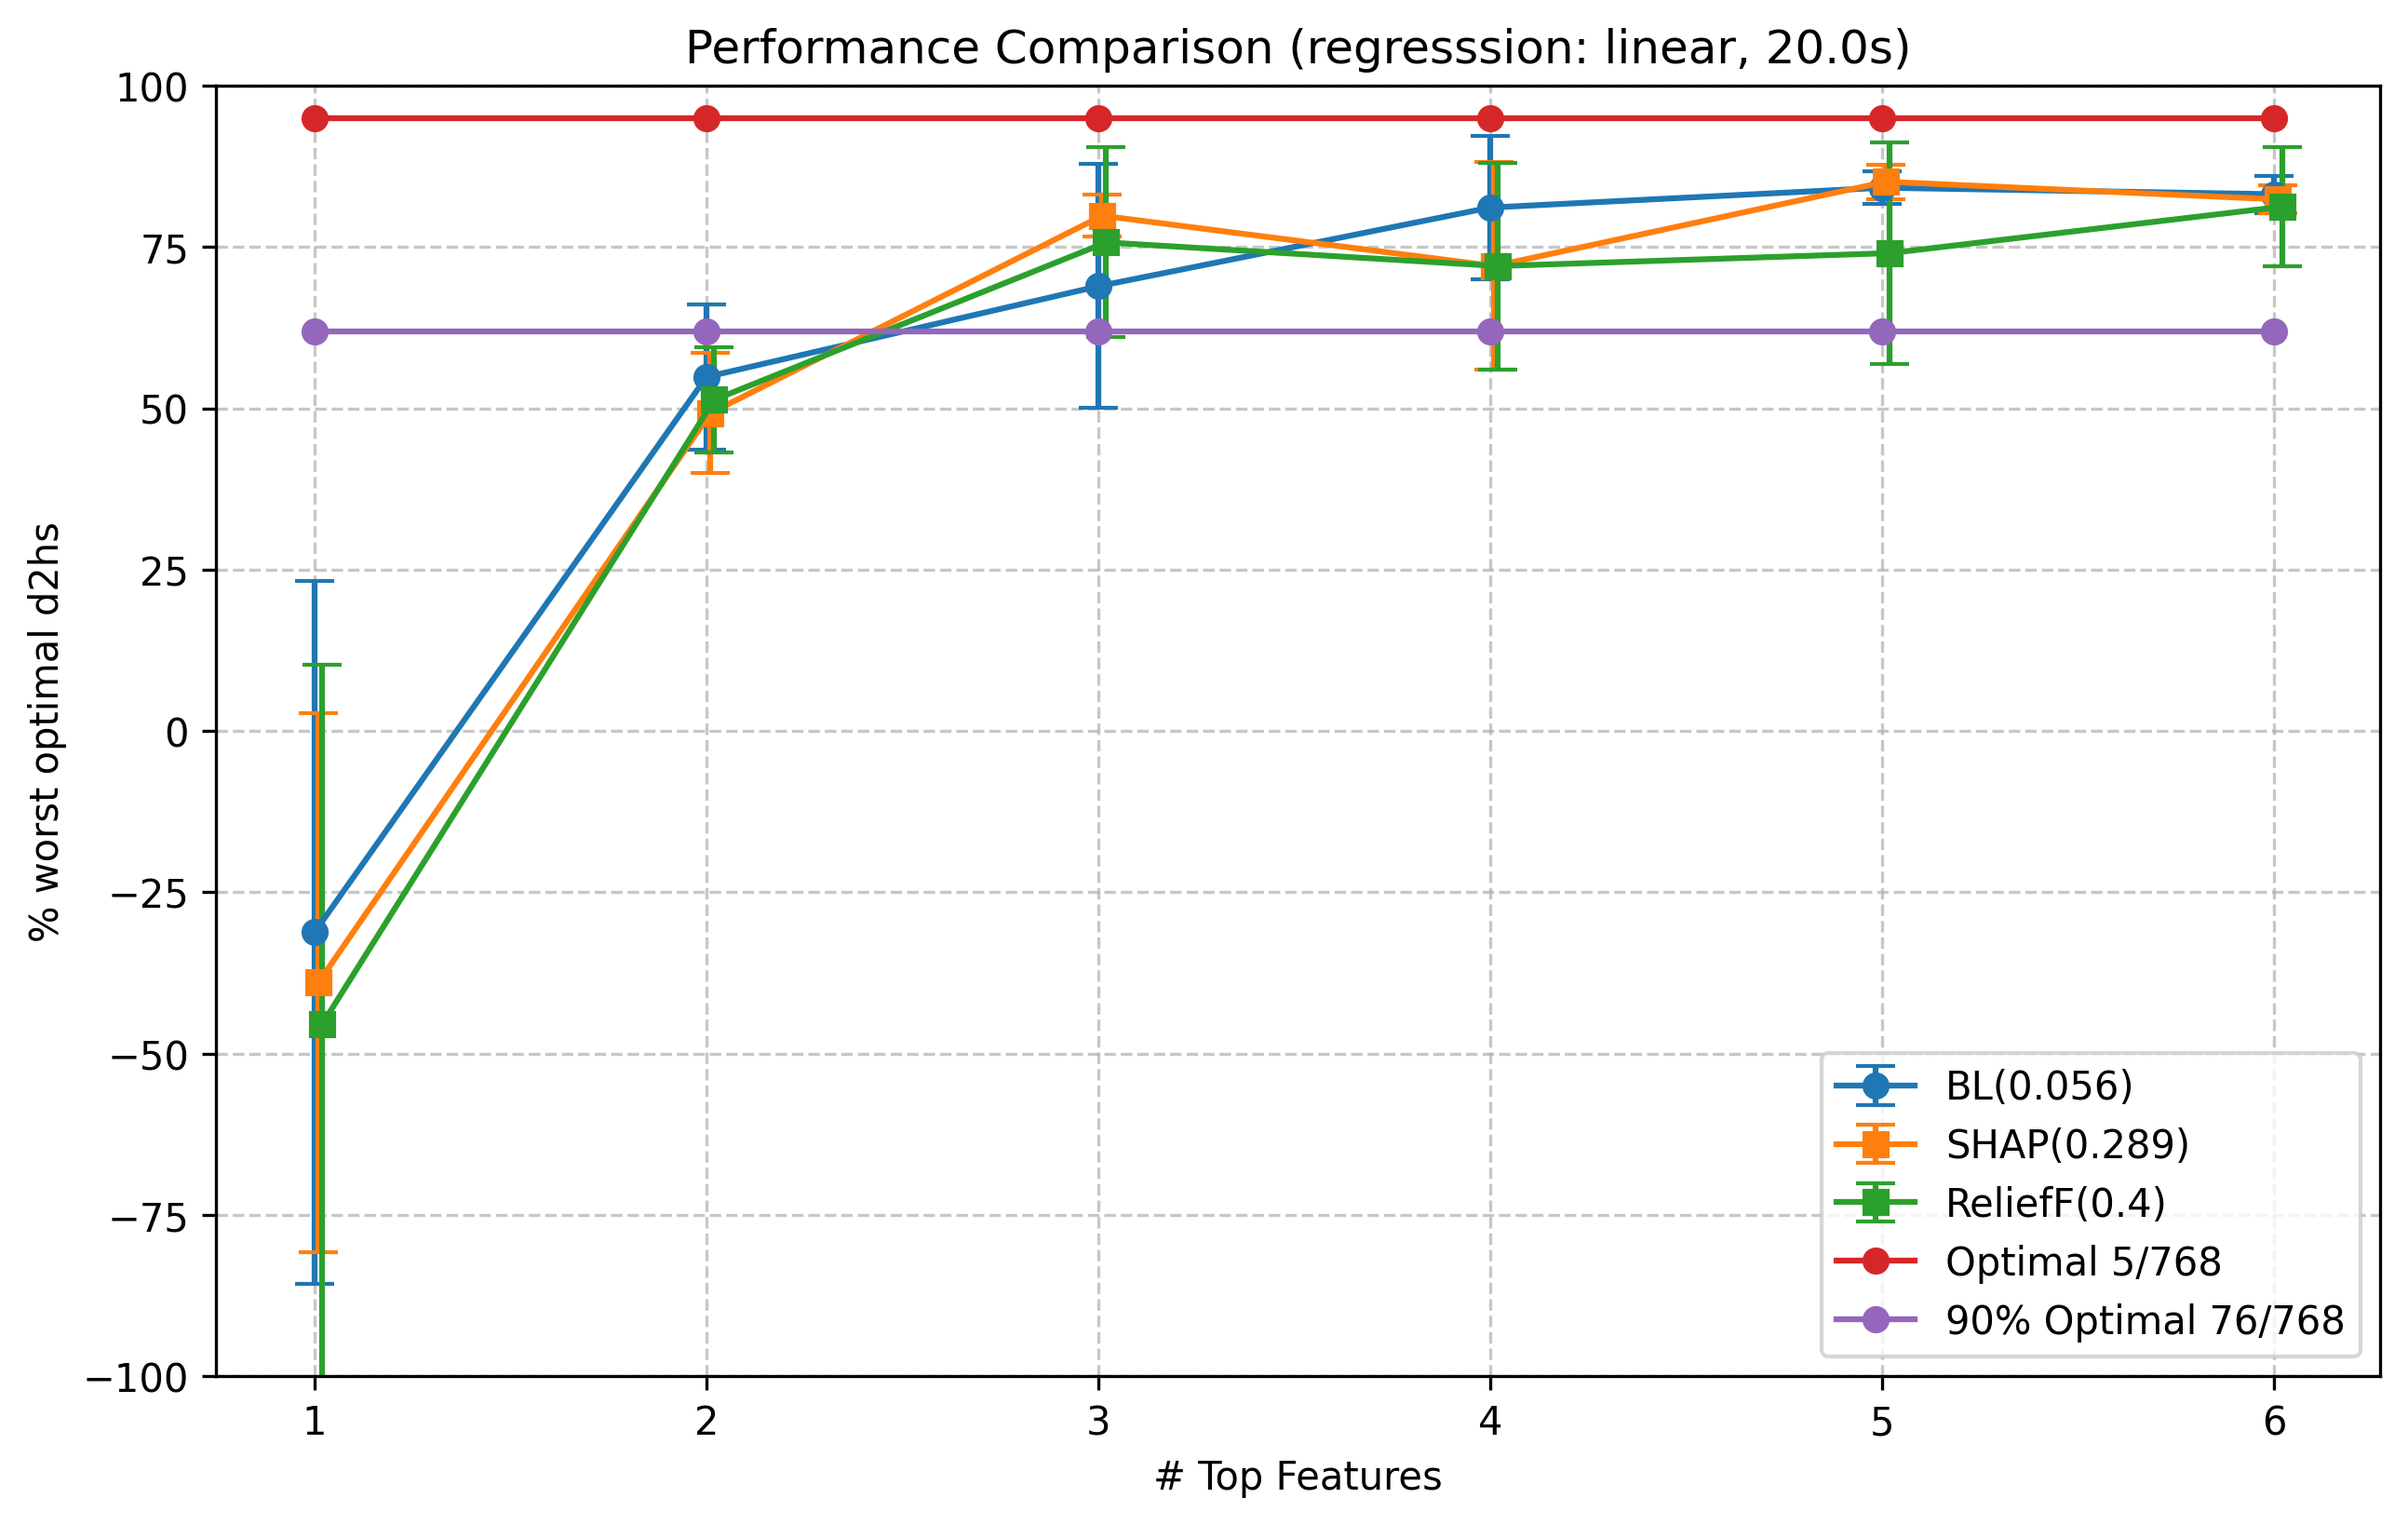 Performance Comparison (regresssion: linear, 20.0s)
100
75
50
25
0
−25
−50
−75
−100
% worst optimal d2hs
1 2 3 4 5 6
# Top Features
BL(0.056)
SHAP(0.289)
ReliefF(0.4)
Optimal 5/768
90% Optimal 76/768